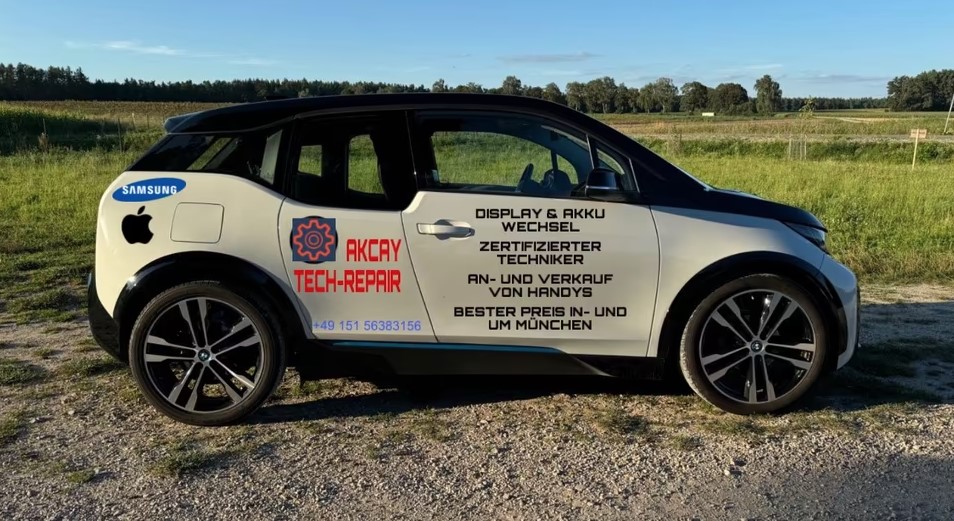 SAMSUNG
AKCAY
TECH-REPAIR
+49 151 56383156
DISPLAY & AKKU
WECHSEL
ZERTIFIZIERTER
TECHNIKER
AN- UND VERKAUF
VON HANDYS
BESTER PREIS IN- UND
UM MÜNCHEN